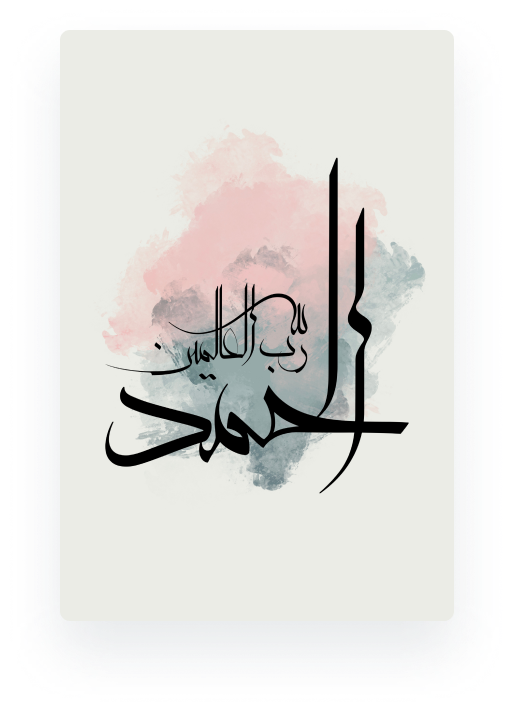 الحمد
لله
رب العالمين